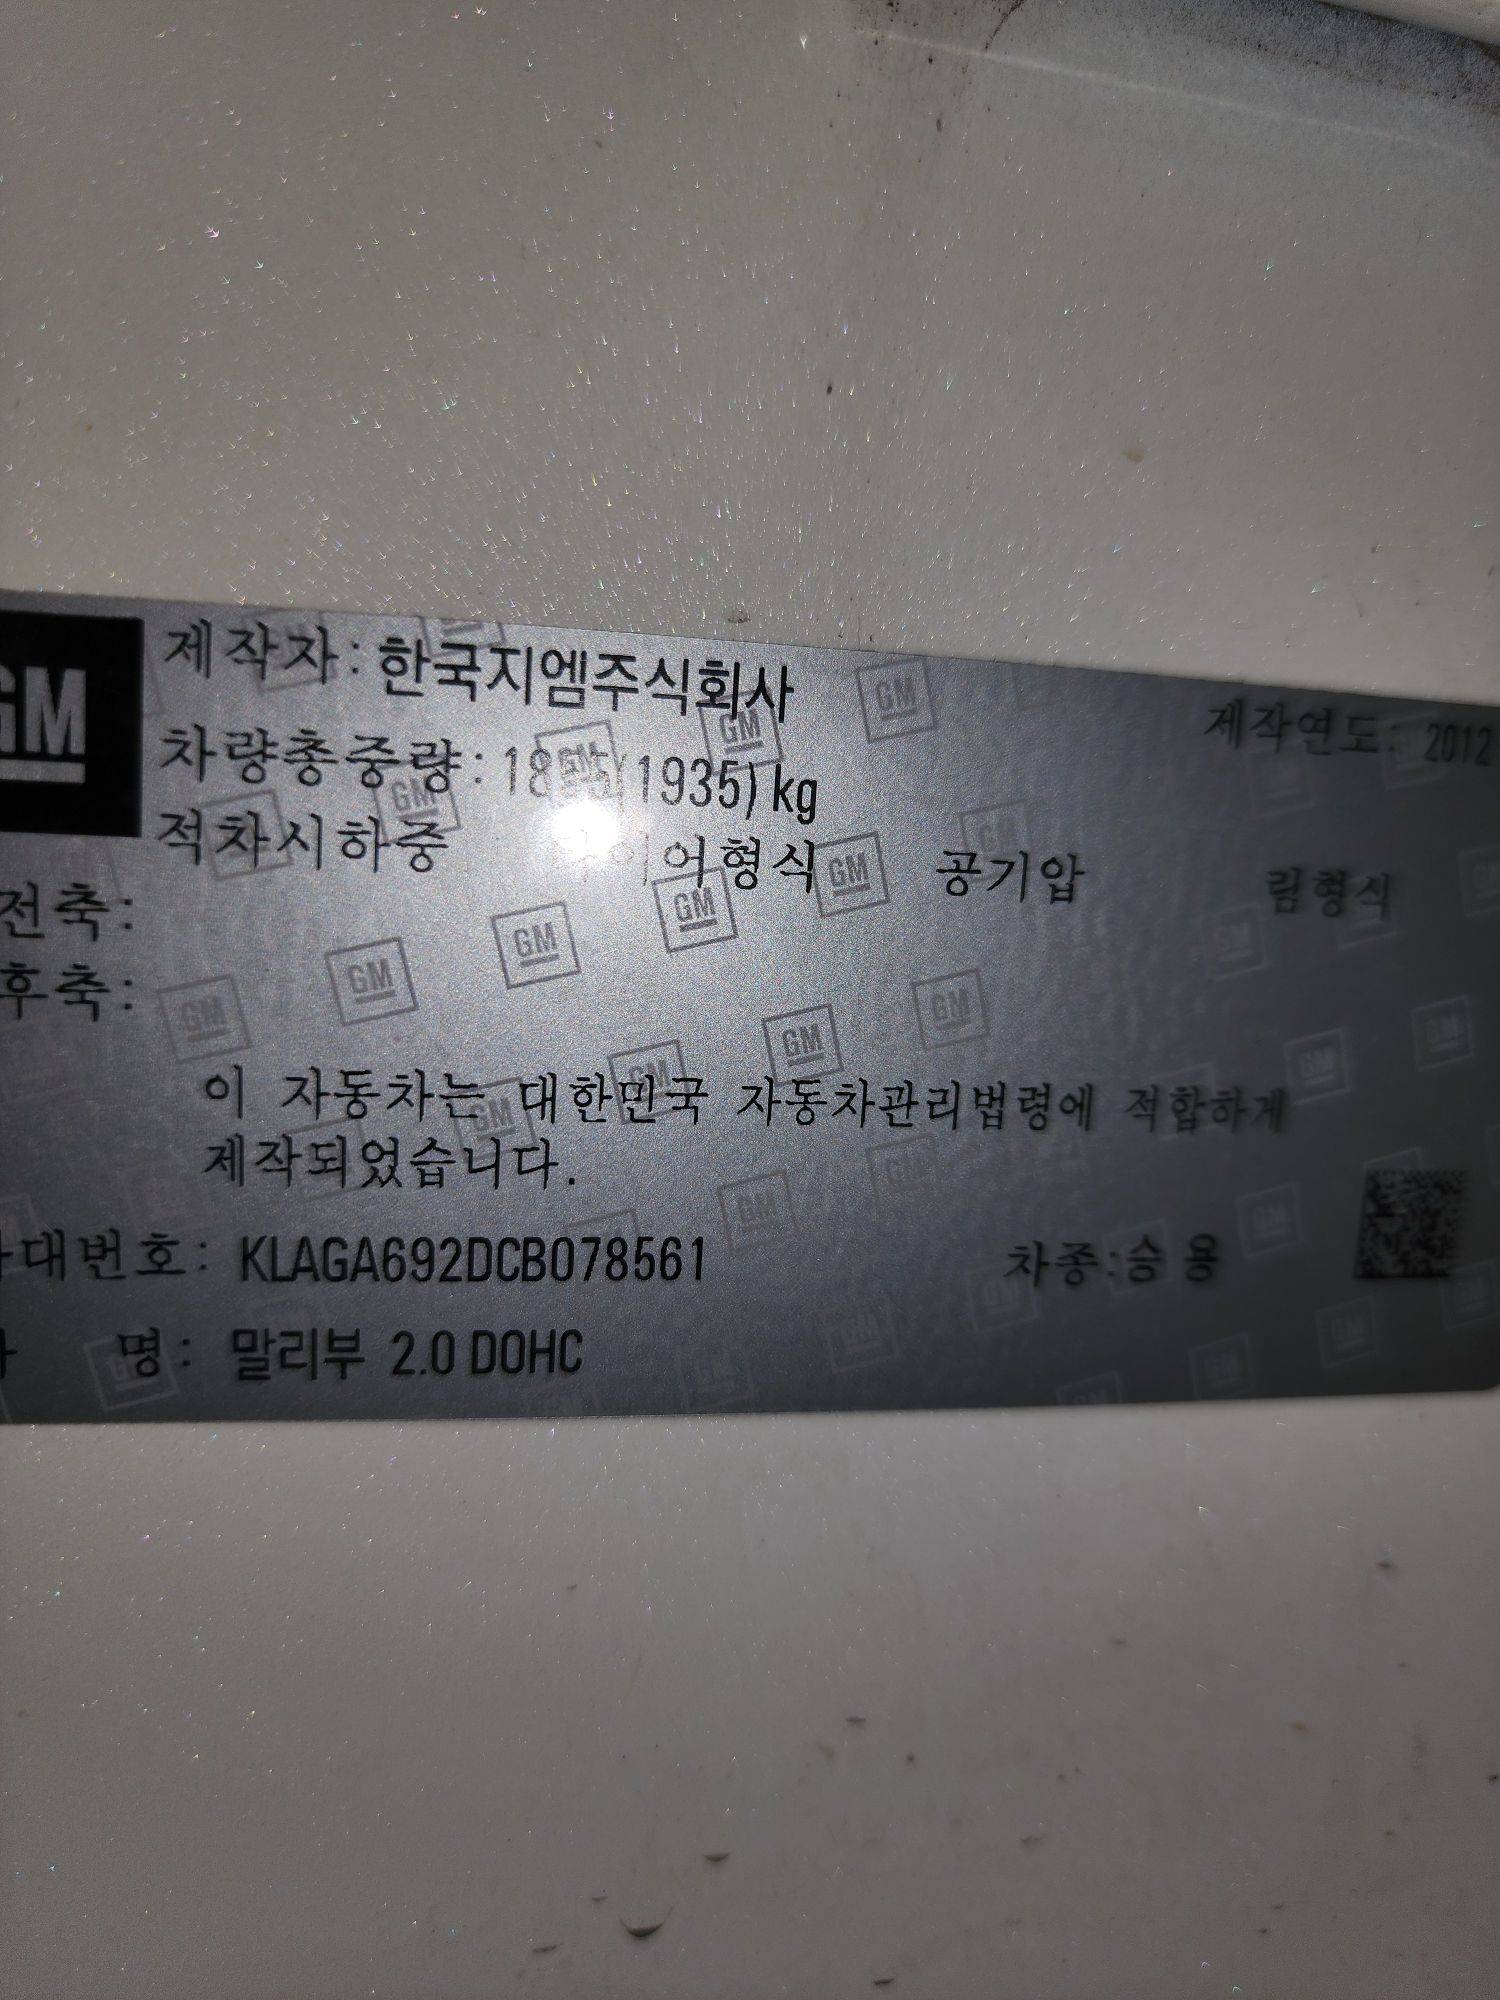 GM
제작자: 한국지엠주식회사
제작연도: 2012
차량총중량: (1935) kg
적차시하중 공기압 림형식
전축:
후축:
이 자동차는 대한민국 자동차관리법령에 적합하게
제작되었습니다.
대번호: KLAGA692DCB078561 차종:승 용
명: 말리부 2.0 DOHC